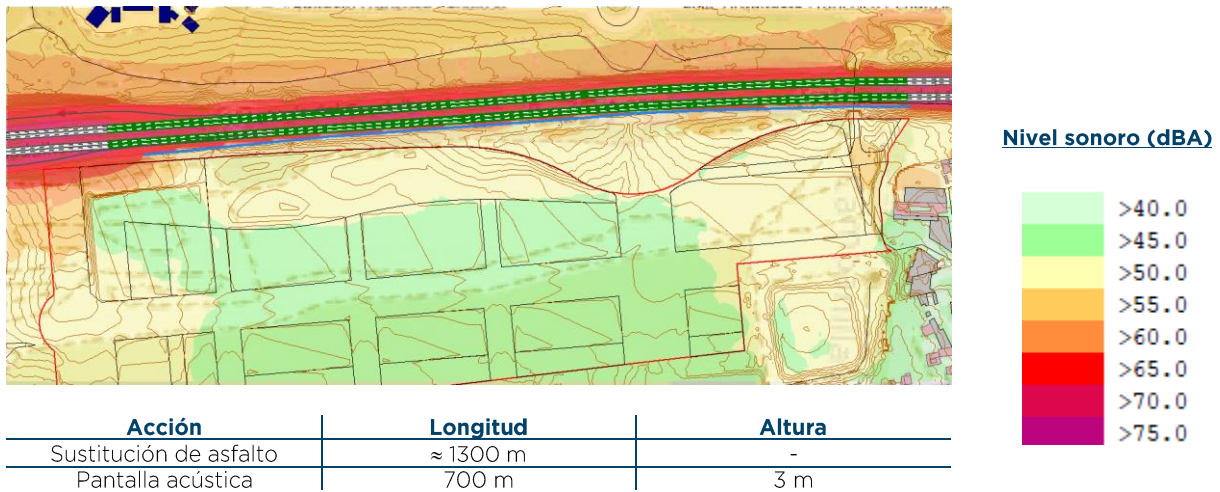 Nivel sonoro (dBA)
>40.0
>45.0
>50.0
>55.0
>60.0
>65.0
>70.0
>75.0
Acción Longitud Altura
Sustitución de asfalto ≈ 1300 m -
Pantalla acústica 700 m 3 m